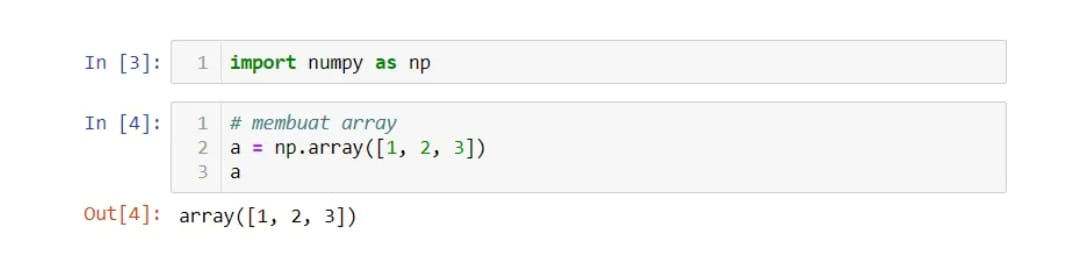 In [3]: 1 import numpy as np
In [4]: 1 # membuat array
2 a = np.array([1, 2, 3])
3 a
Out[4]: array([1, 2, 3])